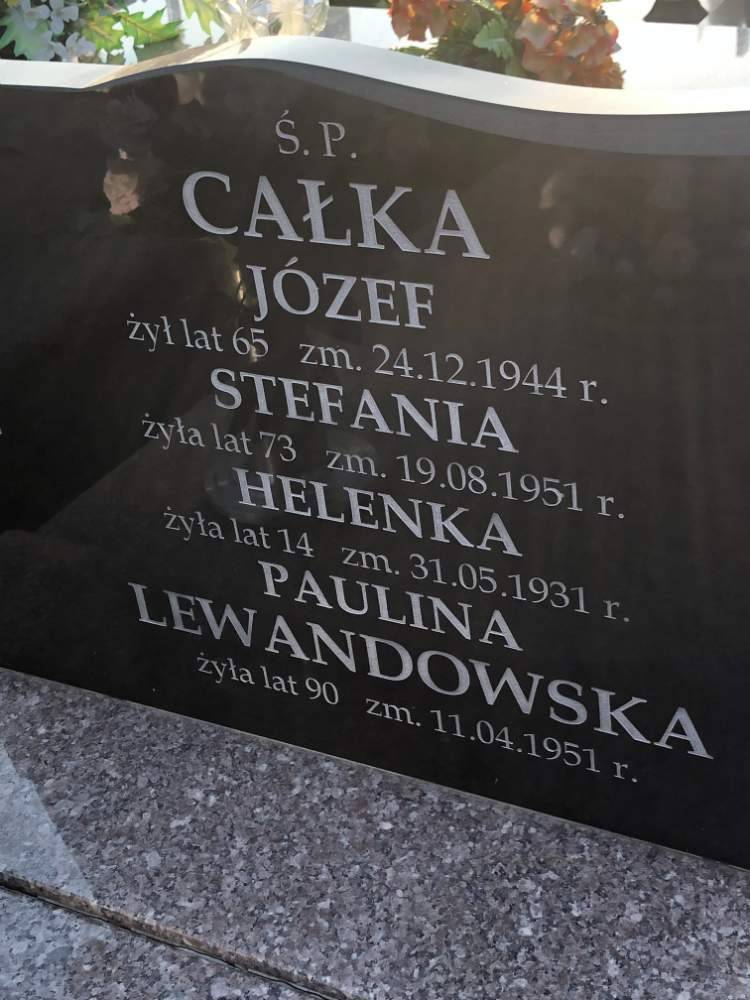 Ś. P.
CAŁKA
JÓZEF
żył lat 65 zm. 24.12.1944 r.
STEFANIA
żyła lat 73 zm. 19.08.1951 r.
HELENKA
żyła lat 14 zm. 31.05.1931 r.
PAULINA
LEWANDOWSKA
żyła lat 90 zm. 11.04.1951 r.